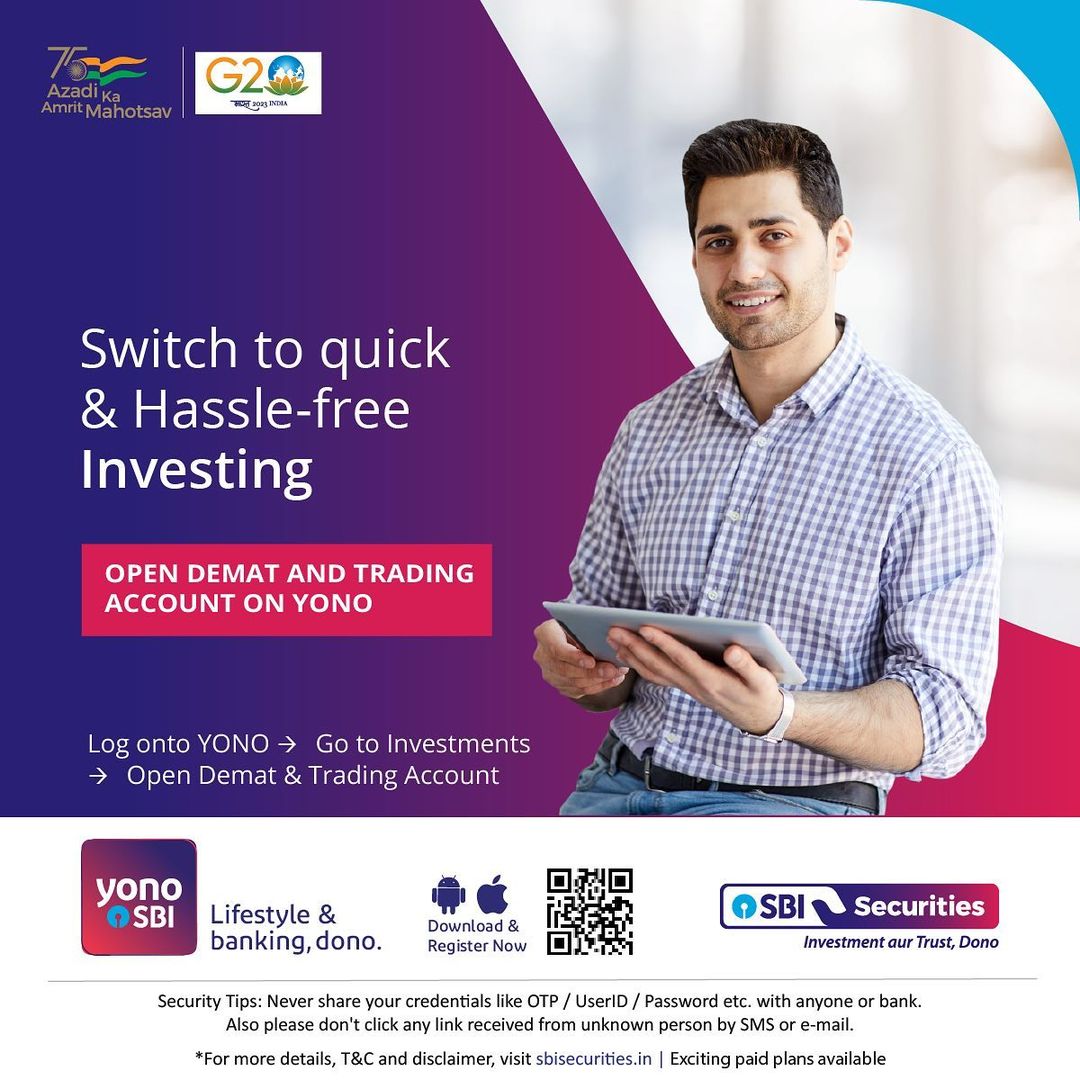 75
Azadi Ka
Amrit Mahotsav
G20
भारत 2023 INDIA
Switch to quick
& Hassle-free
Investing
OPEN DEMAT AND TRADING
ACCOUNT ON YONO
Log onto YONO → Go to Investments
→ Open Demat & Trading Account
yono
SBI
Lifestyle &
banking, dono.
Download &
Register Now
SBI Securities
Investment aur Trust, Dono
Security Tips: Never share your credentials like OTP / UserID / Password etc. with anyone or bank.
Also please don't click any link received from unknown person by SMS or e-mail.
*For more details, T&C and disclaimer, visit sbisecurities.in | Exciting paid plans available